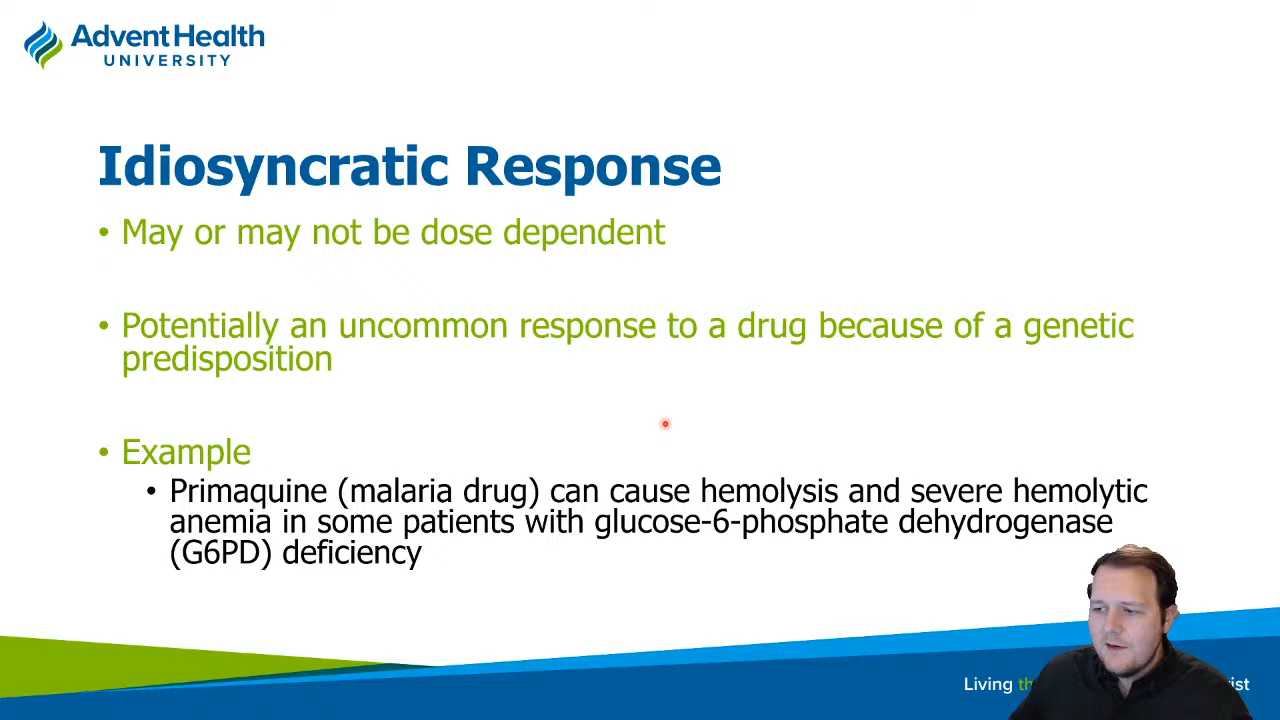 Advent Health
UNIVERSITY
Idiosyncratic Response
• May or may not be dose dependent
• Potentially an uncommon response to a drug because of a genetic
predisposition
• Example
• Primaquine (malaria drug) can cause hemolysis and severe hemolytic
anemia in some patients with glucose-6-phosphate dehydrogenase
(G6PD) deficiency
Living